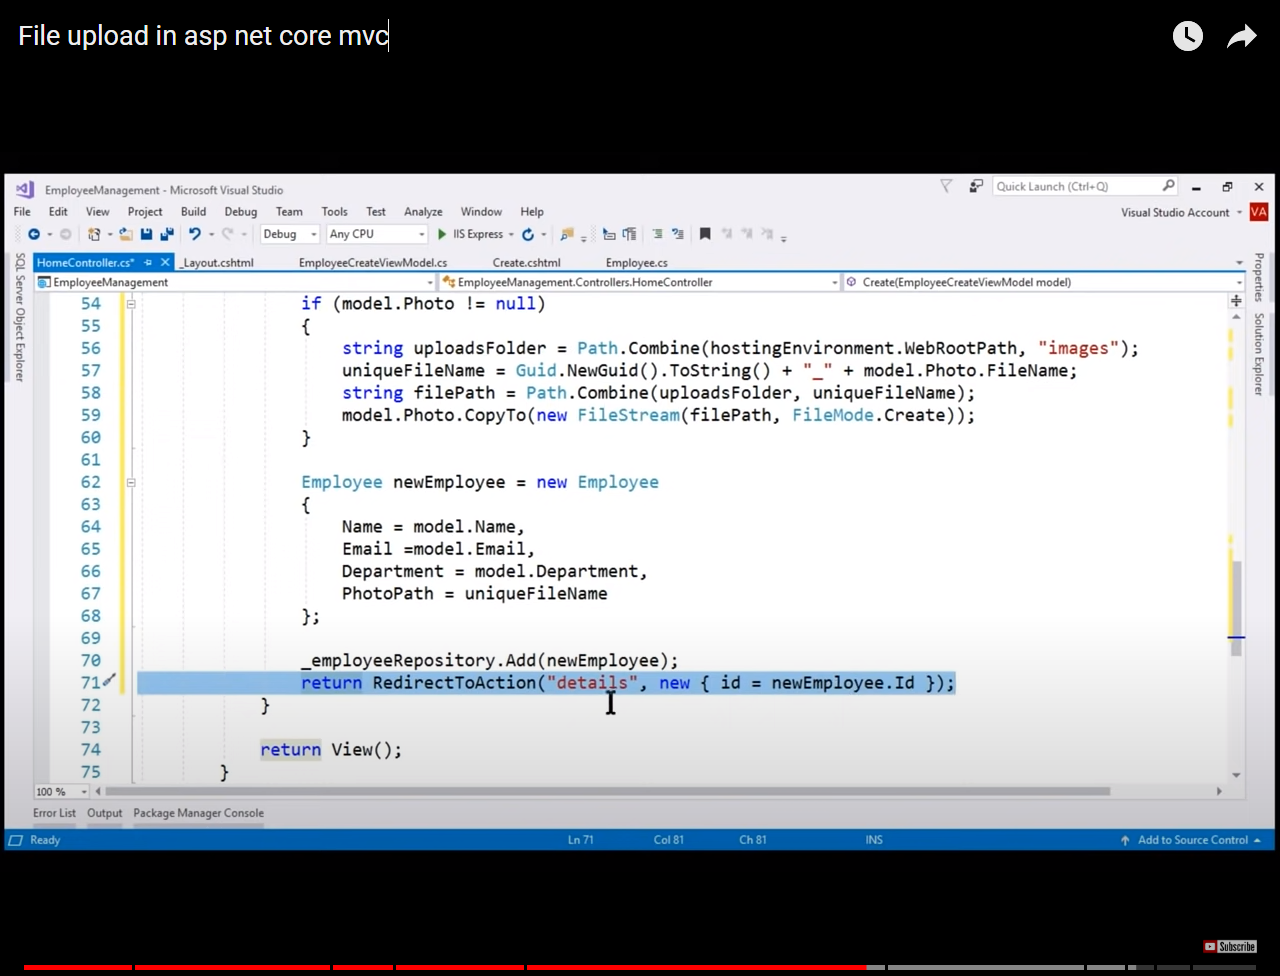 File upload in asp net core mvc
EmployeeManagement - Microsoft Visual Studio
Quick Launch (Ctrl+Q)
File Edit View Project Build Debug Team Tools Test Analyze Window Help
Visual Studio Account
VA
Debug Any CPU IIS Express
SQL Server Object Explorer
HomeController.cs* _Layout.cshtml EmployeeCreateViewModel.cs Create.cshtml Employee.cs
EmployeeManagement EmployeeManagement.Controllers.HomeController Create(EmployeeCreateViewModel model)
Properties
Solution Explorer
54 if (model.Photo != null)
55 {
56 string uploadsFolder = Path.Combine(hostingEnvironment.WebRootPath, "images");
57 uniqueFileName = Guid.NewGuid().ToString() + "_" + model.Photo.FileName;
58 string filePath = Path.Combine(uploadsFolder, uniqueFileName);
59 model.Photo.CopyTo(new FileStream(filePath, FileMode.Create));
60 }
61
62 Employee newEmployee = new Employee
63 {
64 Name = model.Name,
65 Email =model.Email,
66 Department = model.Department,
67 PhotoPath = uniqueFileName
68 };
69
70 _employeeRepository.Add(newEmployee);
71 return RedirectToAction("details", new { id = newEmployee.Id });
72 }
73
74 return View();
75 }
100 %
Error List Output Package Manager Console
Ready Ln 71 Col 81 Ch 81 INS Add to Source Control
Subscribe